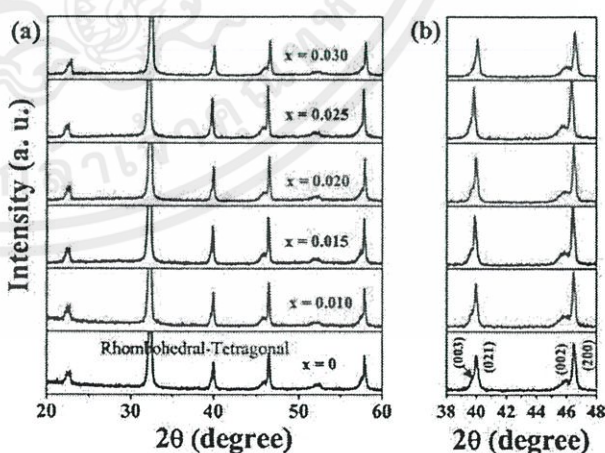 (a)
(b)
x = 0.030
x = 0.025
x = 0.020
x = 0.015
x = 0.010
Rhombohedral-Tetragonal
x = 0
Intensity (a. u.)
20 30 40 50 60
2θ (degree)
(003)
(021)
(002)
(200)
38 40 42 44 46 48
2θ (degree)